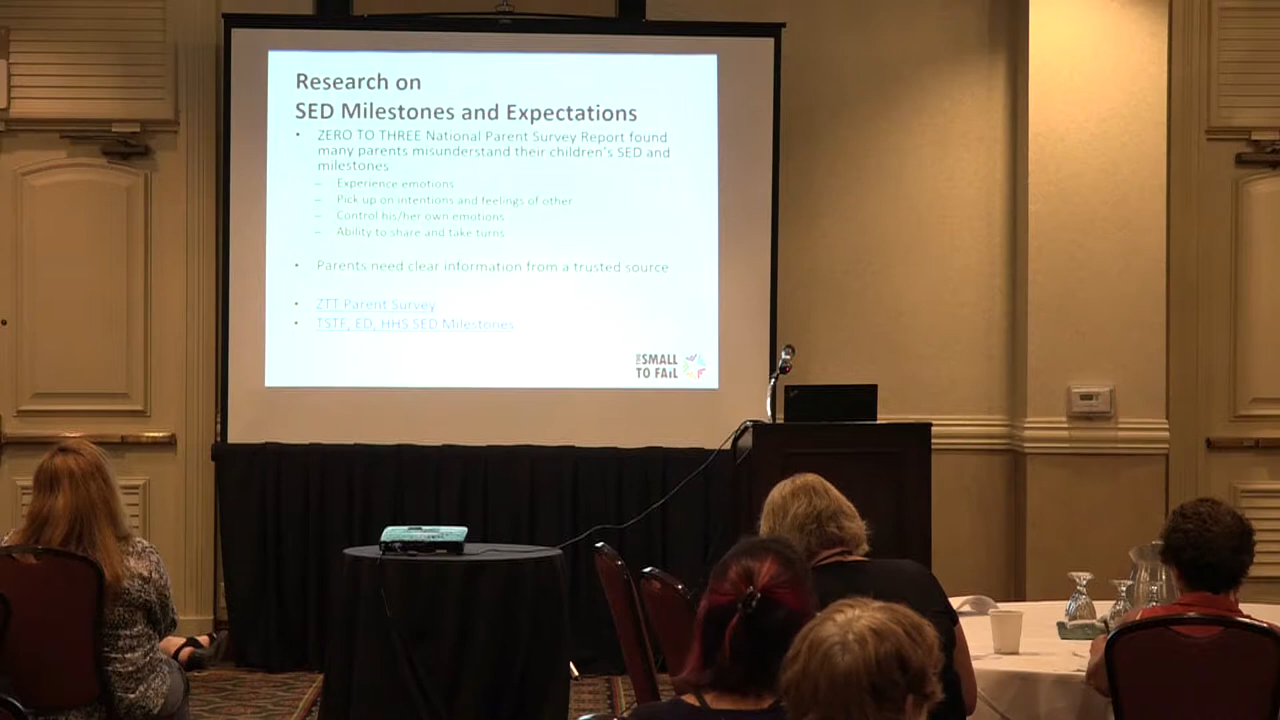 Research on
SED Milestones and Expectations
• ZERO TO THREE National Parent Survey Report found
many parents misunderstand their children's SED and
milestones
– Experience emotions
– Pick up on intentions and feelings of other
– Control his/her own emotions
– Ability to share and take turns
• Parents need clear information from a trusted source
• ZTT Parent Survey
• TSTF, ED, HHS SED Milestones
TOO SMALL
TO FAIL